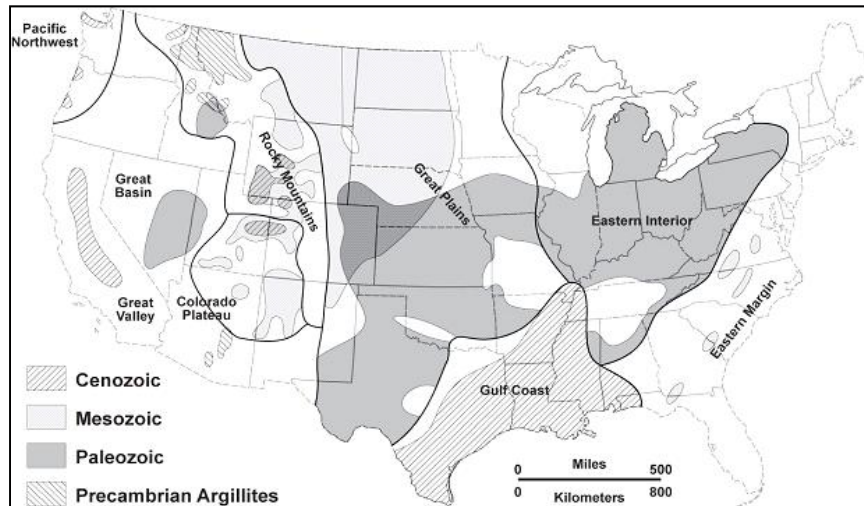 Pacific
Northwest
Rocky Mountains
Great Plains
Great
Basin
Eastern Interior
Great
Valley
Colorado
Plateau
Eastern Margin
Gulf Coast
Cenozoic
Mesozoic
Paleozoic
Precambrian Argillites
0 Miles 500
0 Kilometers 800